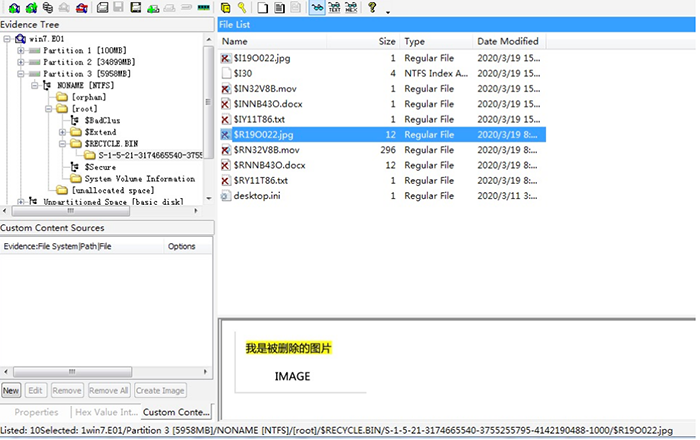 Evidence Tree
win7.E01
Partition 1 [100MB]
Partition 2 [34899MB]
Partition 3 [5958MB]
NONAME [NTFS]
[orphan]
[root]
$BadClus
$Extend
$RECYCLE.BIN
S-1-5-21-3174665540-3755
$Secure
System Volume Information
[unallocated space]
Unpartitioned Space [basic disk]
Custom Content Sources
Evidence:File System|Path|File Options
New Edit Remove Remove All Create Image
Properties Hex Value Int... Custom Conte...
File List
Name Size Type Date Modified
$I19O022.jpg 1 Regular File 2020/3/19 15...
$I30 4 NTFS Index A... 2020/3/19 15...
$IN32V8B.mov 1 Regular File 2020/3/19 15...
$INNB43O.docx 1 Regular File 2020/3/19 15...
$IY11T86.txt 1 Regular File 2020/3/19 15...
$R19O022.jpg 12 Regular File 2020/3/19 8:...
$RN32V8B.mov 296 Regular File 2020/3/19 8:...
$RNNB43O.docx 12 Regular File 2020/3/19 8:...
$RY11T86.txt 1 Regular File 2020/3/19 8:...
desktop.ini 1 Regular File 2020/3/11 3:...
我是被删除的图片
IMAGE
Listed: 10Selected: 1win7.E01/Partition 3 [5958MB]/NONAME [NTFS]/[root]/$RECYCLE.BIN/S-1-5-21-3174665540-3755255795-4142190488-1000/$R19O022.jpg